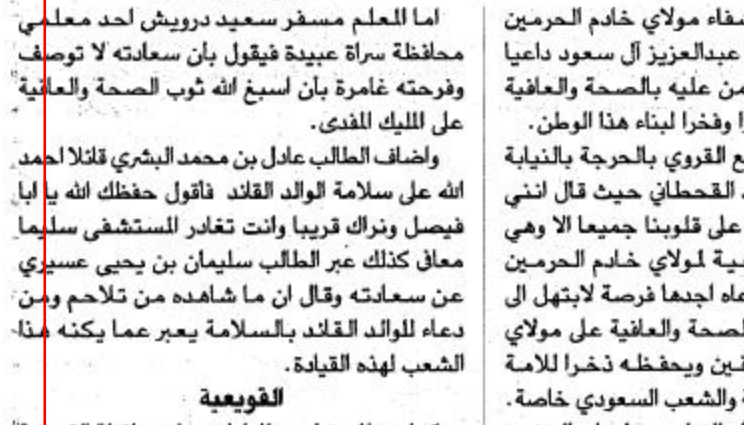 سفاء مولاي خادم الحرمين
عبدالعزيز آل سعود داعيا
من عليه بالصحة والعافية
وفخرا لبناء هذا الوطن.
القروي بالحرجة بالنيابة
القحطاني حيث قال انني
على قلوبنا جميعا الا وهي
لمولاي خادم الحرمين
اجدها فرصة لابتهل الى
لصحة والعافية على مولاي
ويحفظه ذخرا للامة
والشعب السعودي خاصة.
اما المعلم مسفر سعيد درويش احد معلمي
محافظة سراة عبيدة فيقول بأن سعادته لا توصف
وفرحته غامرة بأن اسبغ الله ثوب الصحة والعافية
على المليك المفدى.
واضاف الطالب عادل بن محمد البشري قائلا احمد
الله على سلامة الوالد القائد فأقول حفظك الله يا ابا
فيصل ونراك قريبا وانت تغادر المستشفى سليما
معافى كذلك عبر الطالب سليمان بن يحيى عسيري
عن سعادته وقال ان ما شاهده من تلاحم ومن
دعاء للوالد القائد بالسلامة يعبر عما يكنه هذا
الشعب لهذه القيادة.
القويعية